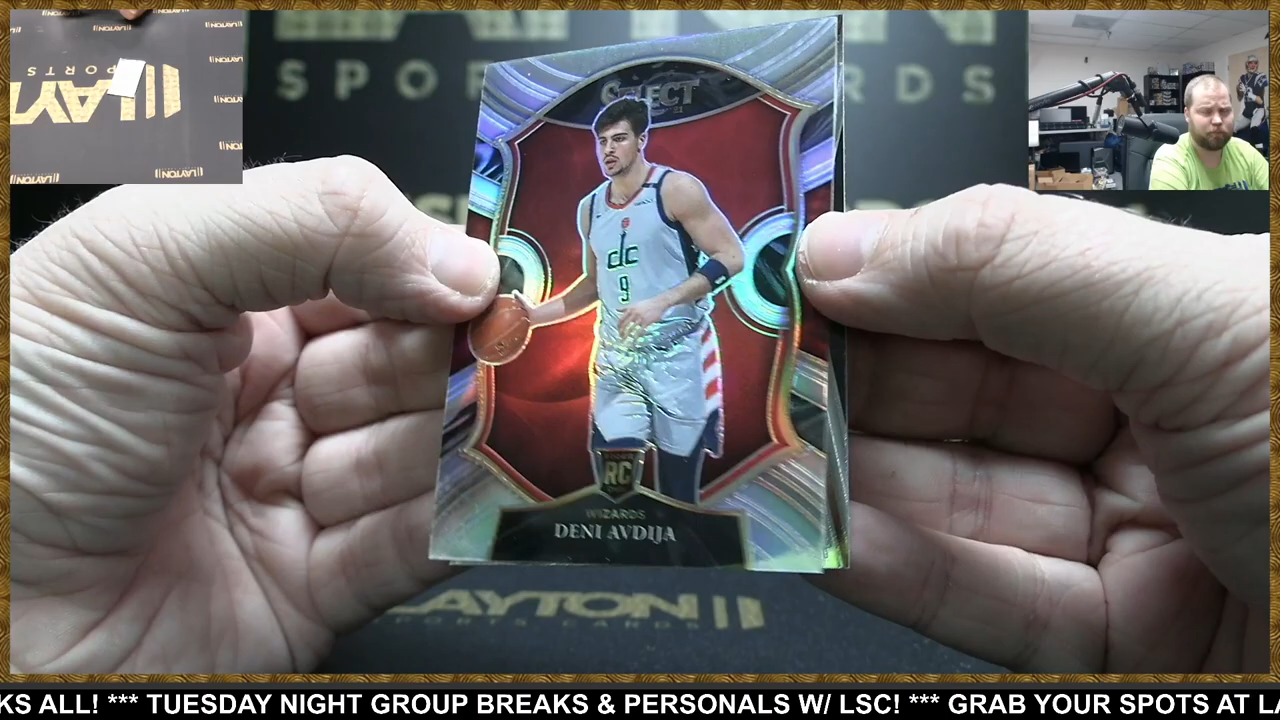 SPORTS CARDS
SELECT
dc
9
RC
WIZARDS
DENI AVDIJA
LAYTON
SPORTS CARDS
KS ALL! *** TUESDAY NIGHT GROUP BREAKS & PERSONALS W/ LSC! *** GRAB YOUR SPOTS AT LA